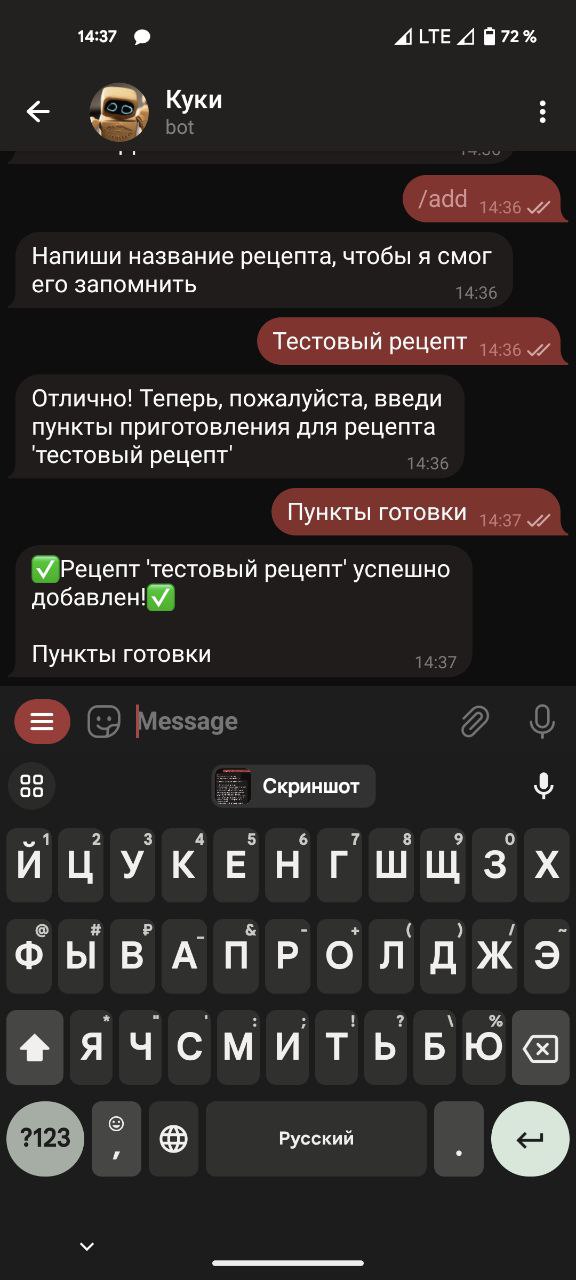 14:37
LTE
72 %
Куки
bot
14:36
/add 14:36
Напиши название рецепта, чтобы я смог
его запомнить 14:36
Тестовый рецепт 14:36
Отлично! Теперь, пожалуйста, введи
пункты приготовления для рецепта
'тестовый рецепт' 14:36
Пункты готовки 14:37
✅Рецепт 'тестовый рецепт' успешно
добавлен!✅
Пункты готовки 14:37
Message
Скриншот
1 2 3 4 5 6 7 8 9 0
Й Ц У К Е Н Г Ш Щ З Х
@ # ₽ _ & - + ( ) / ~
Ф Ы В А П Р О Л Д Ж Э
* " ' : ; ! ? \ %
Я Ч С М И Т Ь Б Ю
?123 , Русский .